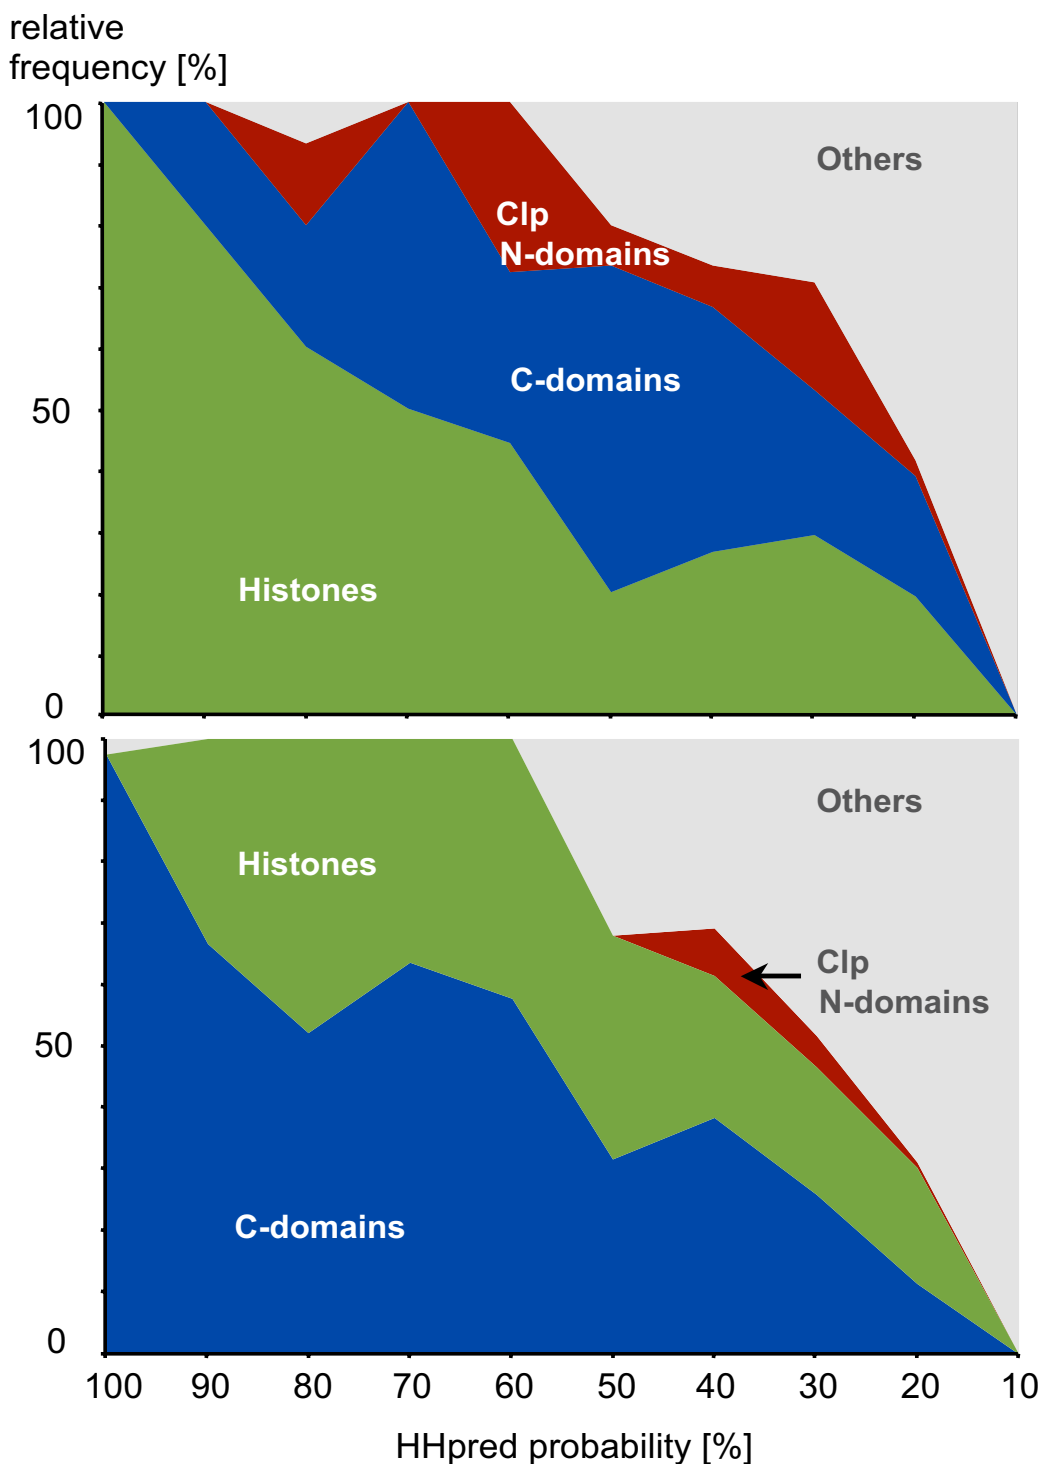 relative
frequency [%]
100
Others
Clp
N-domains
C-domains
50
Histones
0
100
Others
Histones
Clp
N-domains
50
C-domains
0
100 90 80 70 60 50 40 30 20 10
HHpred probability [%]